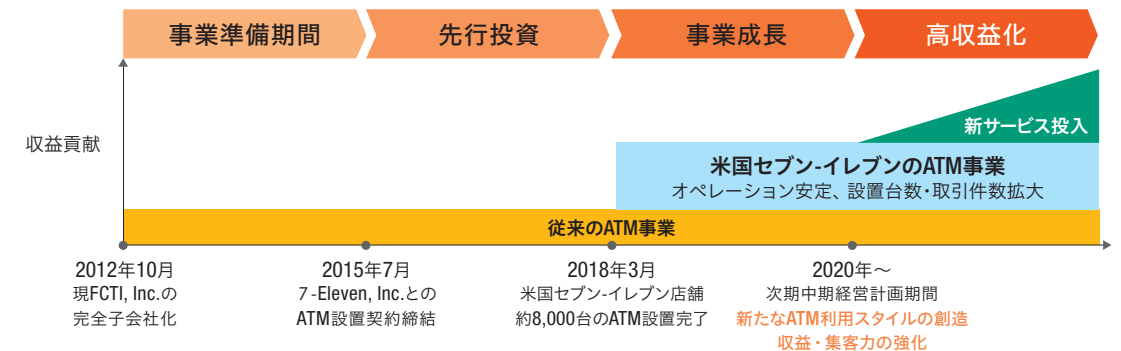 事業準備期間
先行投資
事業成長
高収益化
収益貢献
新サービス投入
米国セブン-イレブンのATM事業
オペレーション安定、設置台数・取引件数拡大
従来のATM事業
2012年10月
現FCTI, Inc.の
完全子会社化
2015年7月
7-Eleven, Inc.との
ATM設置契約締結
2018年3月
米国セブン-イレブン店舗
約8,000台のATM設置完了
2020年〜
次期中期経営計画期間
新たなATM利用スタイルの創造
収益・集客力の強化